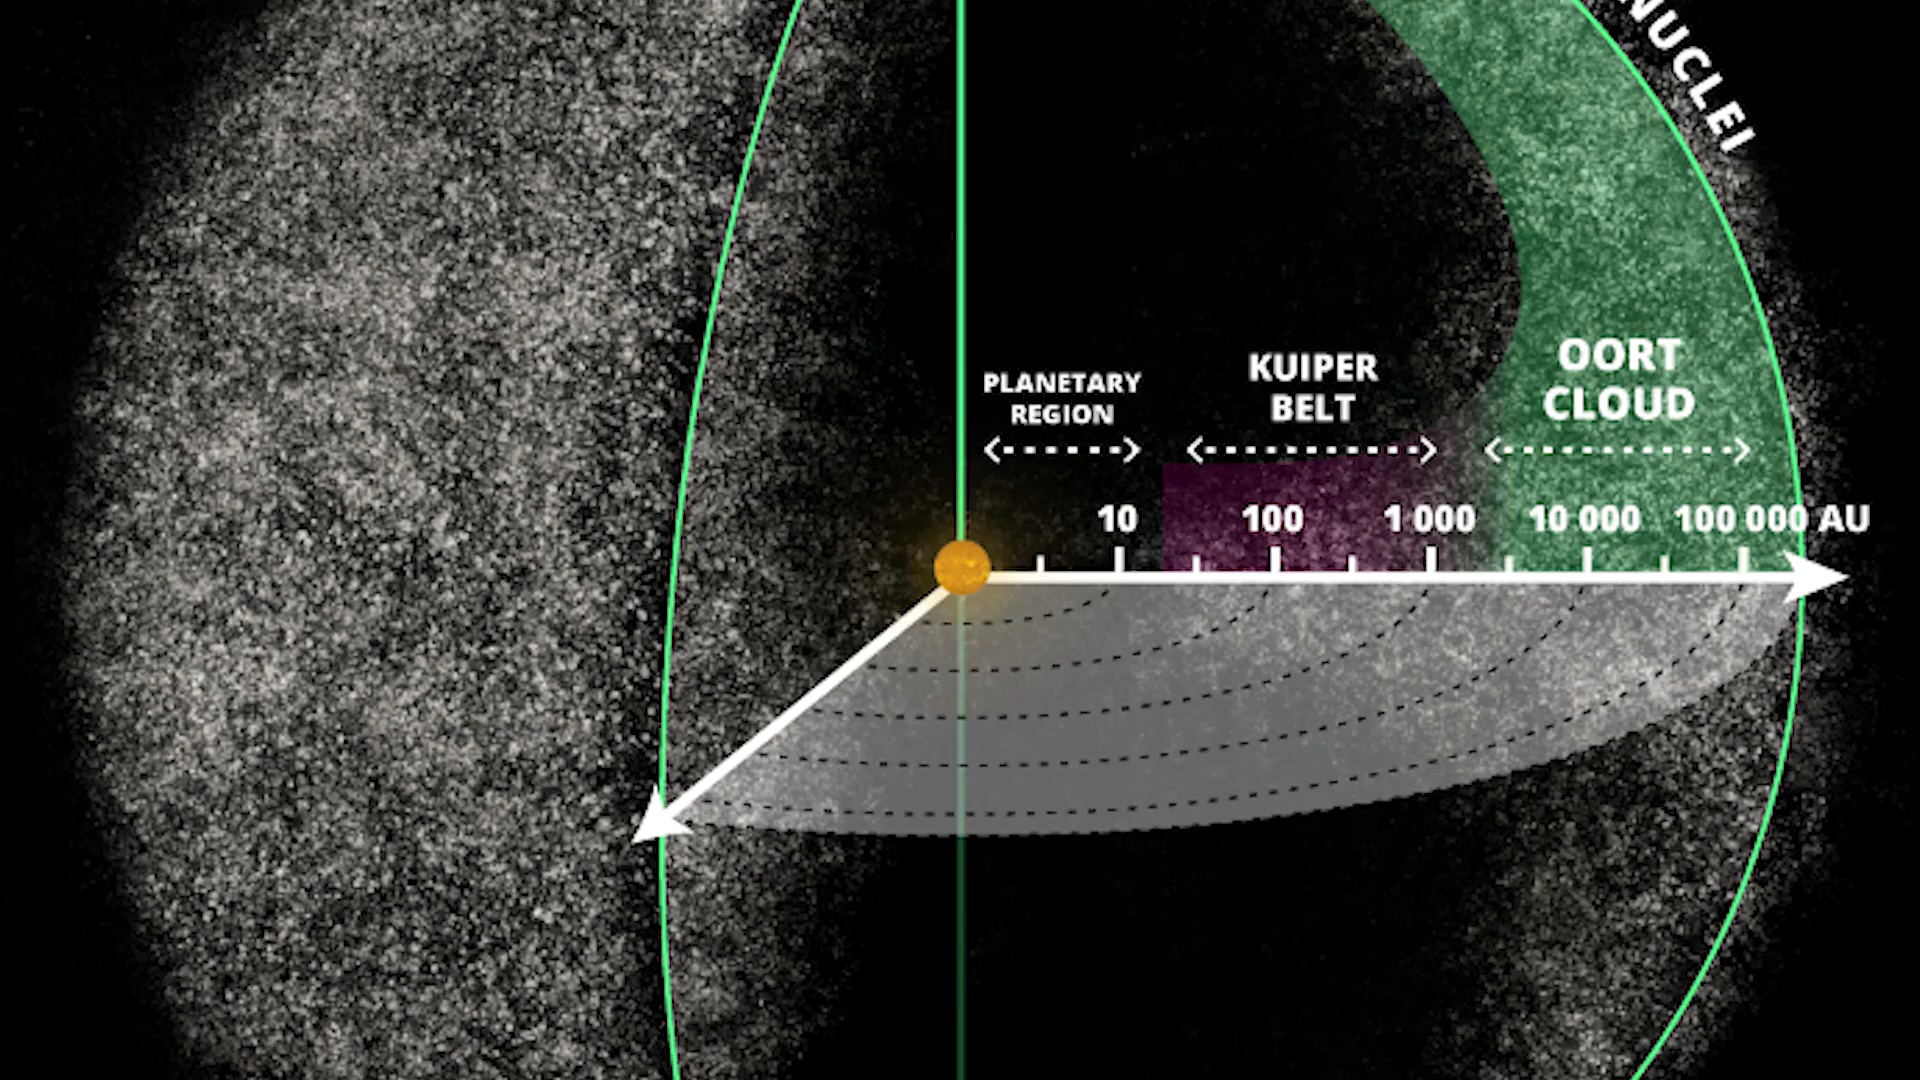 NUCLEI
PLANETARY
REGION
KUIPER
BELT
OORT
CLOUD
10 100 1 000 10 000 100 000 AU